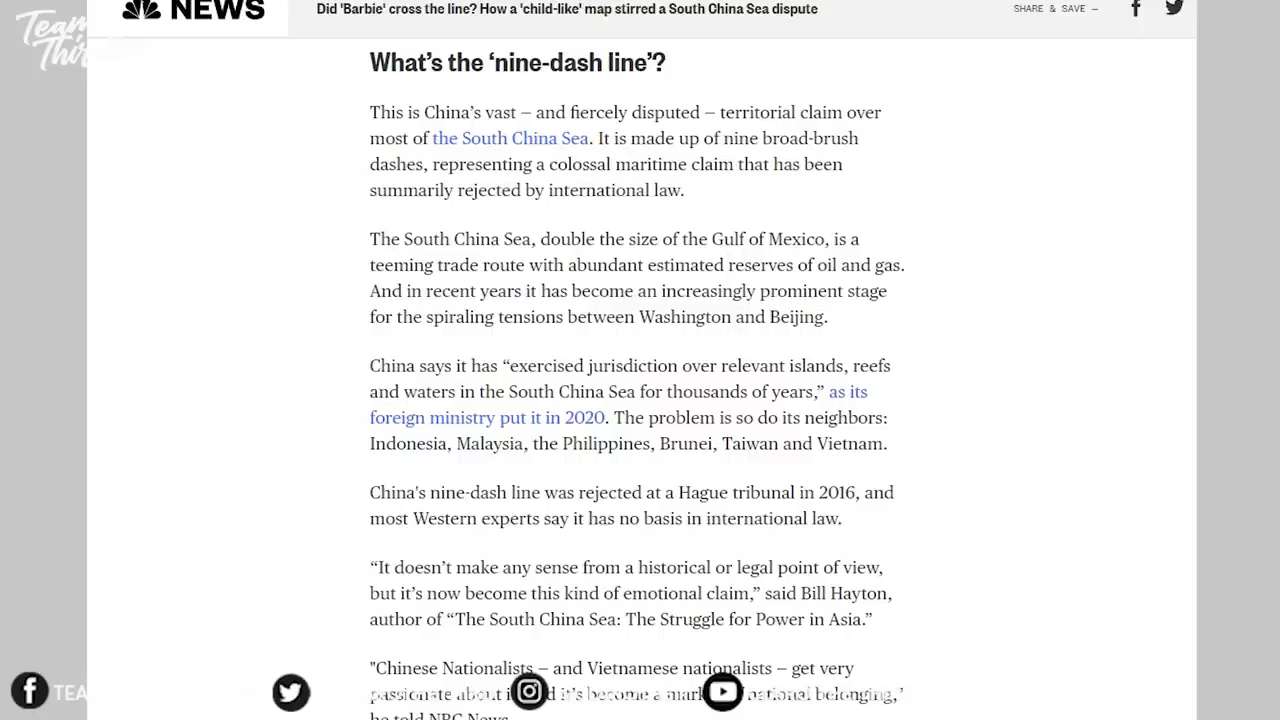 NEWS
Did 'Barbie' cross the line? How a 'child-like' map stirred a South China Sea dispute
SHARE & SAVE —
Team
What’s the ‘nine-dash line’?
This is China’s vast — and fiercely disputed — territorial claim over
most of the South China Sea. It is made up of nine broad-brush
dashes, representing a colossal maritime claim that has been
summarily rejected by international law.
The South China Sea, double the size of the Gulf of Mexico, is a
teeming trade route with abundant estimated reserves of oil and gas.
And in recent years it has become an increasingly prominent stage
for the spiraling tensions between Washington and Beijing.
China says it has “exercised jurisdiction over relevant islands, reefs
and waters in the South China Sea for thousands of years,” as its
foreign ministry put it in 2020. The problem is so do its neighbors:
Indonesia, Malaysia, the Philippines, Brunei, Taiwan and Vietnam.
China's nine-dash line was rejected at a Hague tribunal in 2016, and
most Western experts say it has no basis in international law.
“It doesn’t make any sense from a historical or legal point of view,
but it’s now become this kind of emotional claim,” said Bill Hayton,
author of “The South China Sea: The Struggle for Power in Asia.”
"Chinese Nationalists — and Vietnamese nationalists — get very
passionate about it's become national belonging,”
he told NBC News